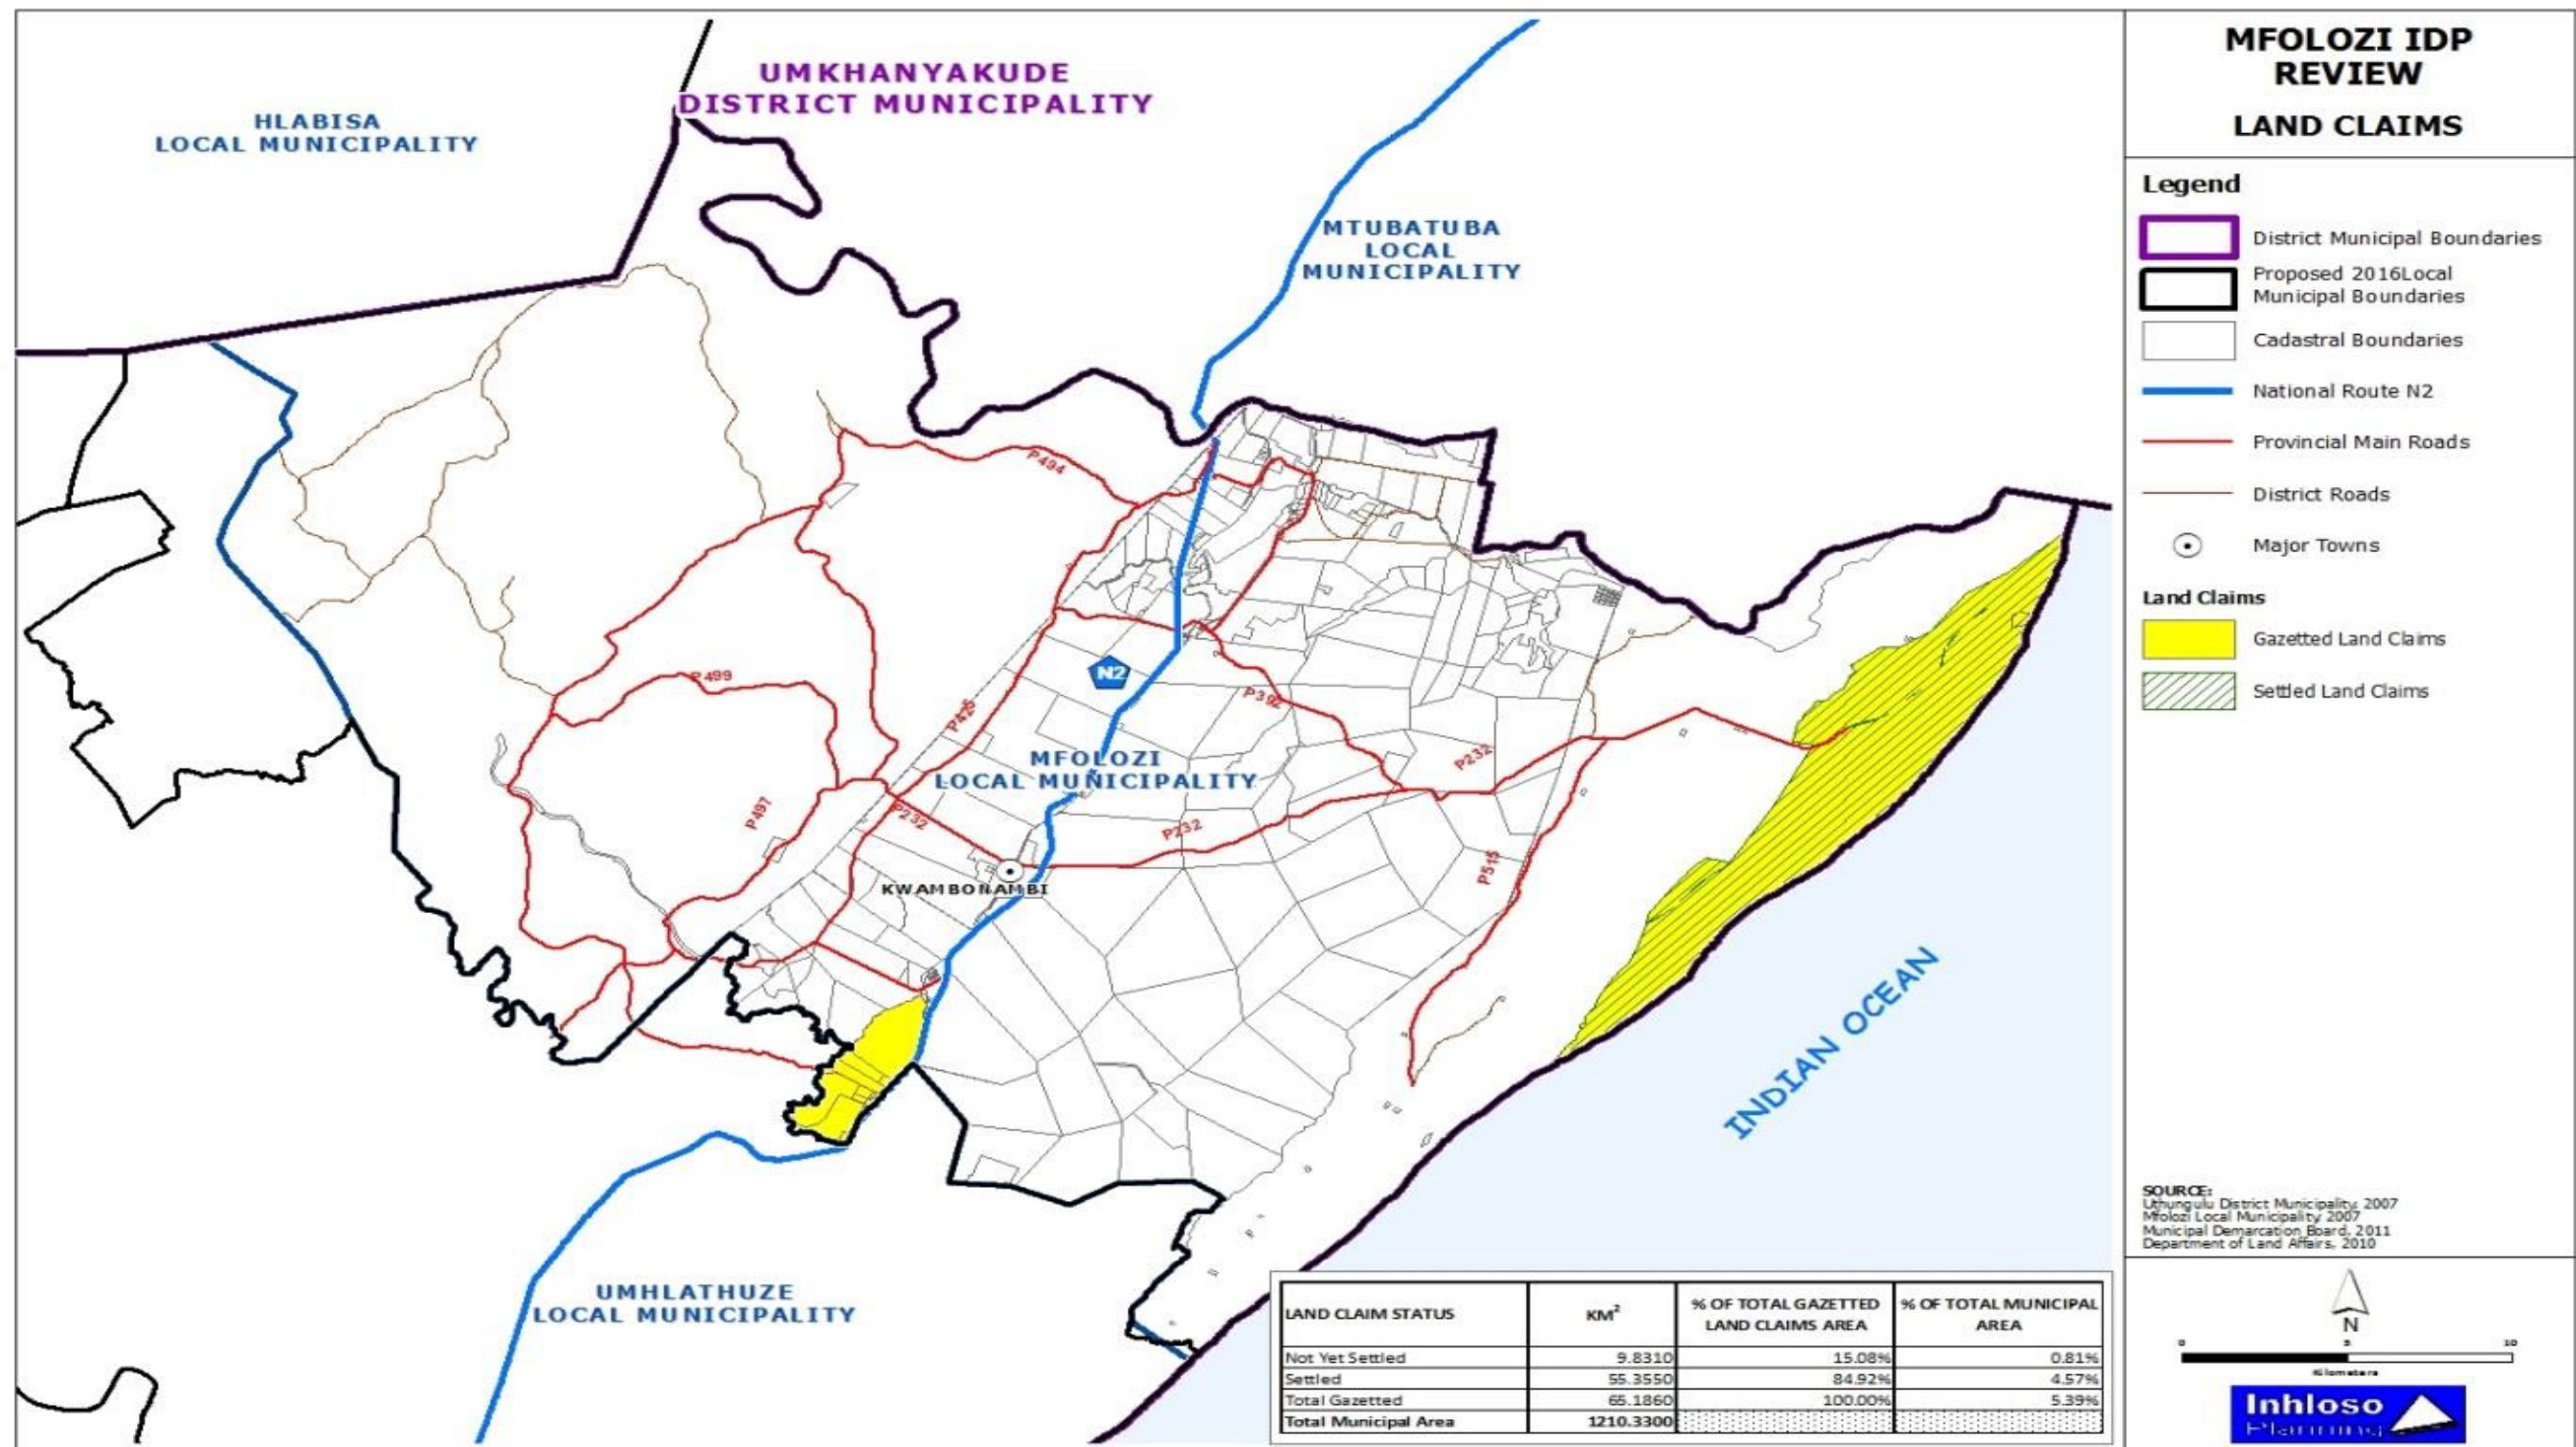 MFOLOZI IDP
REVIEW
LAND CLAIMS
UMKHANYAKUDE
DISTRICT MUNICIPALITY
HLABISA
LOCAL MUNICIPALITY
MTUBATUBA
LOCAL
MUNICIPALITY
P494
P499
N2
P425
P392
MFOLOZI
LOCAL MUNICIPALITY
P232
P497
P232
P232
P515
KWAMBONAMBI
INDIAN OCEAN
UMHLATHUZE
LOCAL MUNICIPALITY
Legend
District Municipal Boundaries
Proposed 2016Local
Municipal Boundaries
Cadastral Boundaries
National Route N2
Provincial Main Roads
District Roads
Major Towns
Land Claims
Gazetted Land Claims
Settled Land Claims
SOURCE:
Uthungulu District Municipality, 2007
Mfolozi Local Municipality 2007
Municipal Demarcation Board, 2011
Department of Land Affairs, 2010
N
0 5 10
Kilometers
Inhloso
Planning
LAND CLAIM STATUS KM² % OF TOTAL GAZETTED LAND CLAIMS AREA % OF TOTAL MUNICIPAL AREA
Not Yet Settled 9.8310 15.08% 0.81%
Settled 55.3550 84.92% 4.57%
Total Gazetted 65.1860 100.00% 5.39%
Total Municipal Area 1210.3300